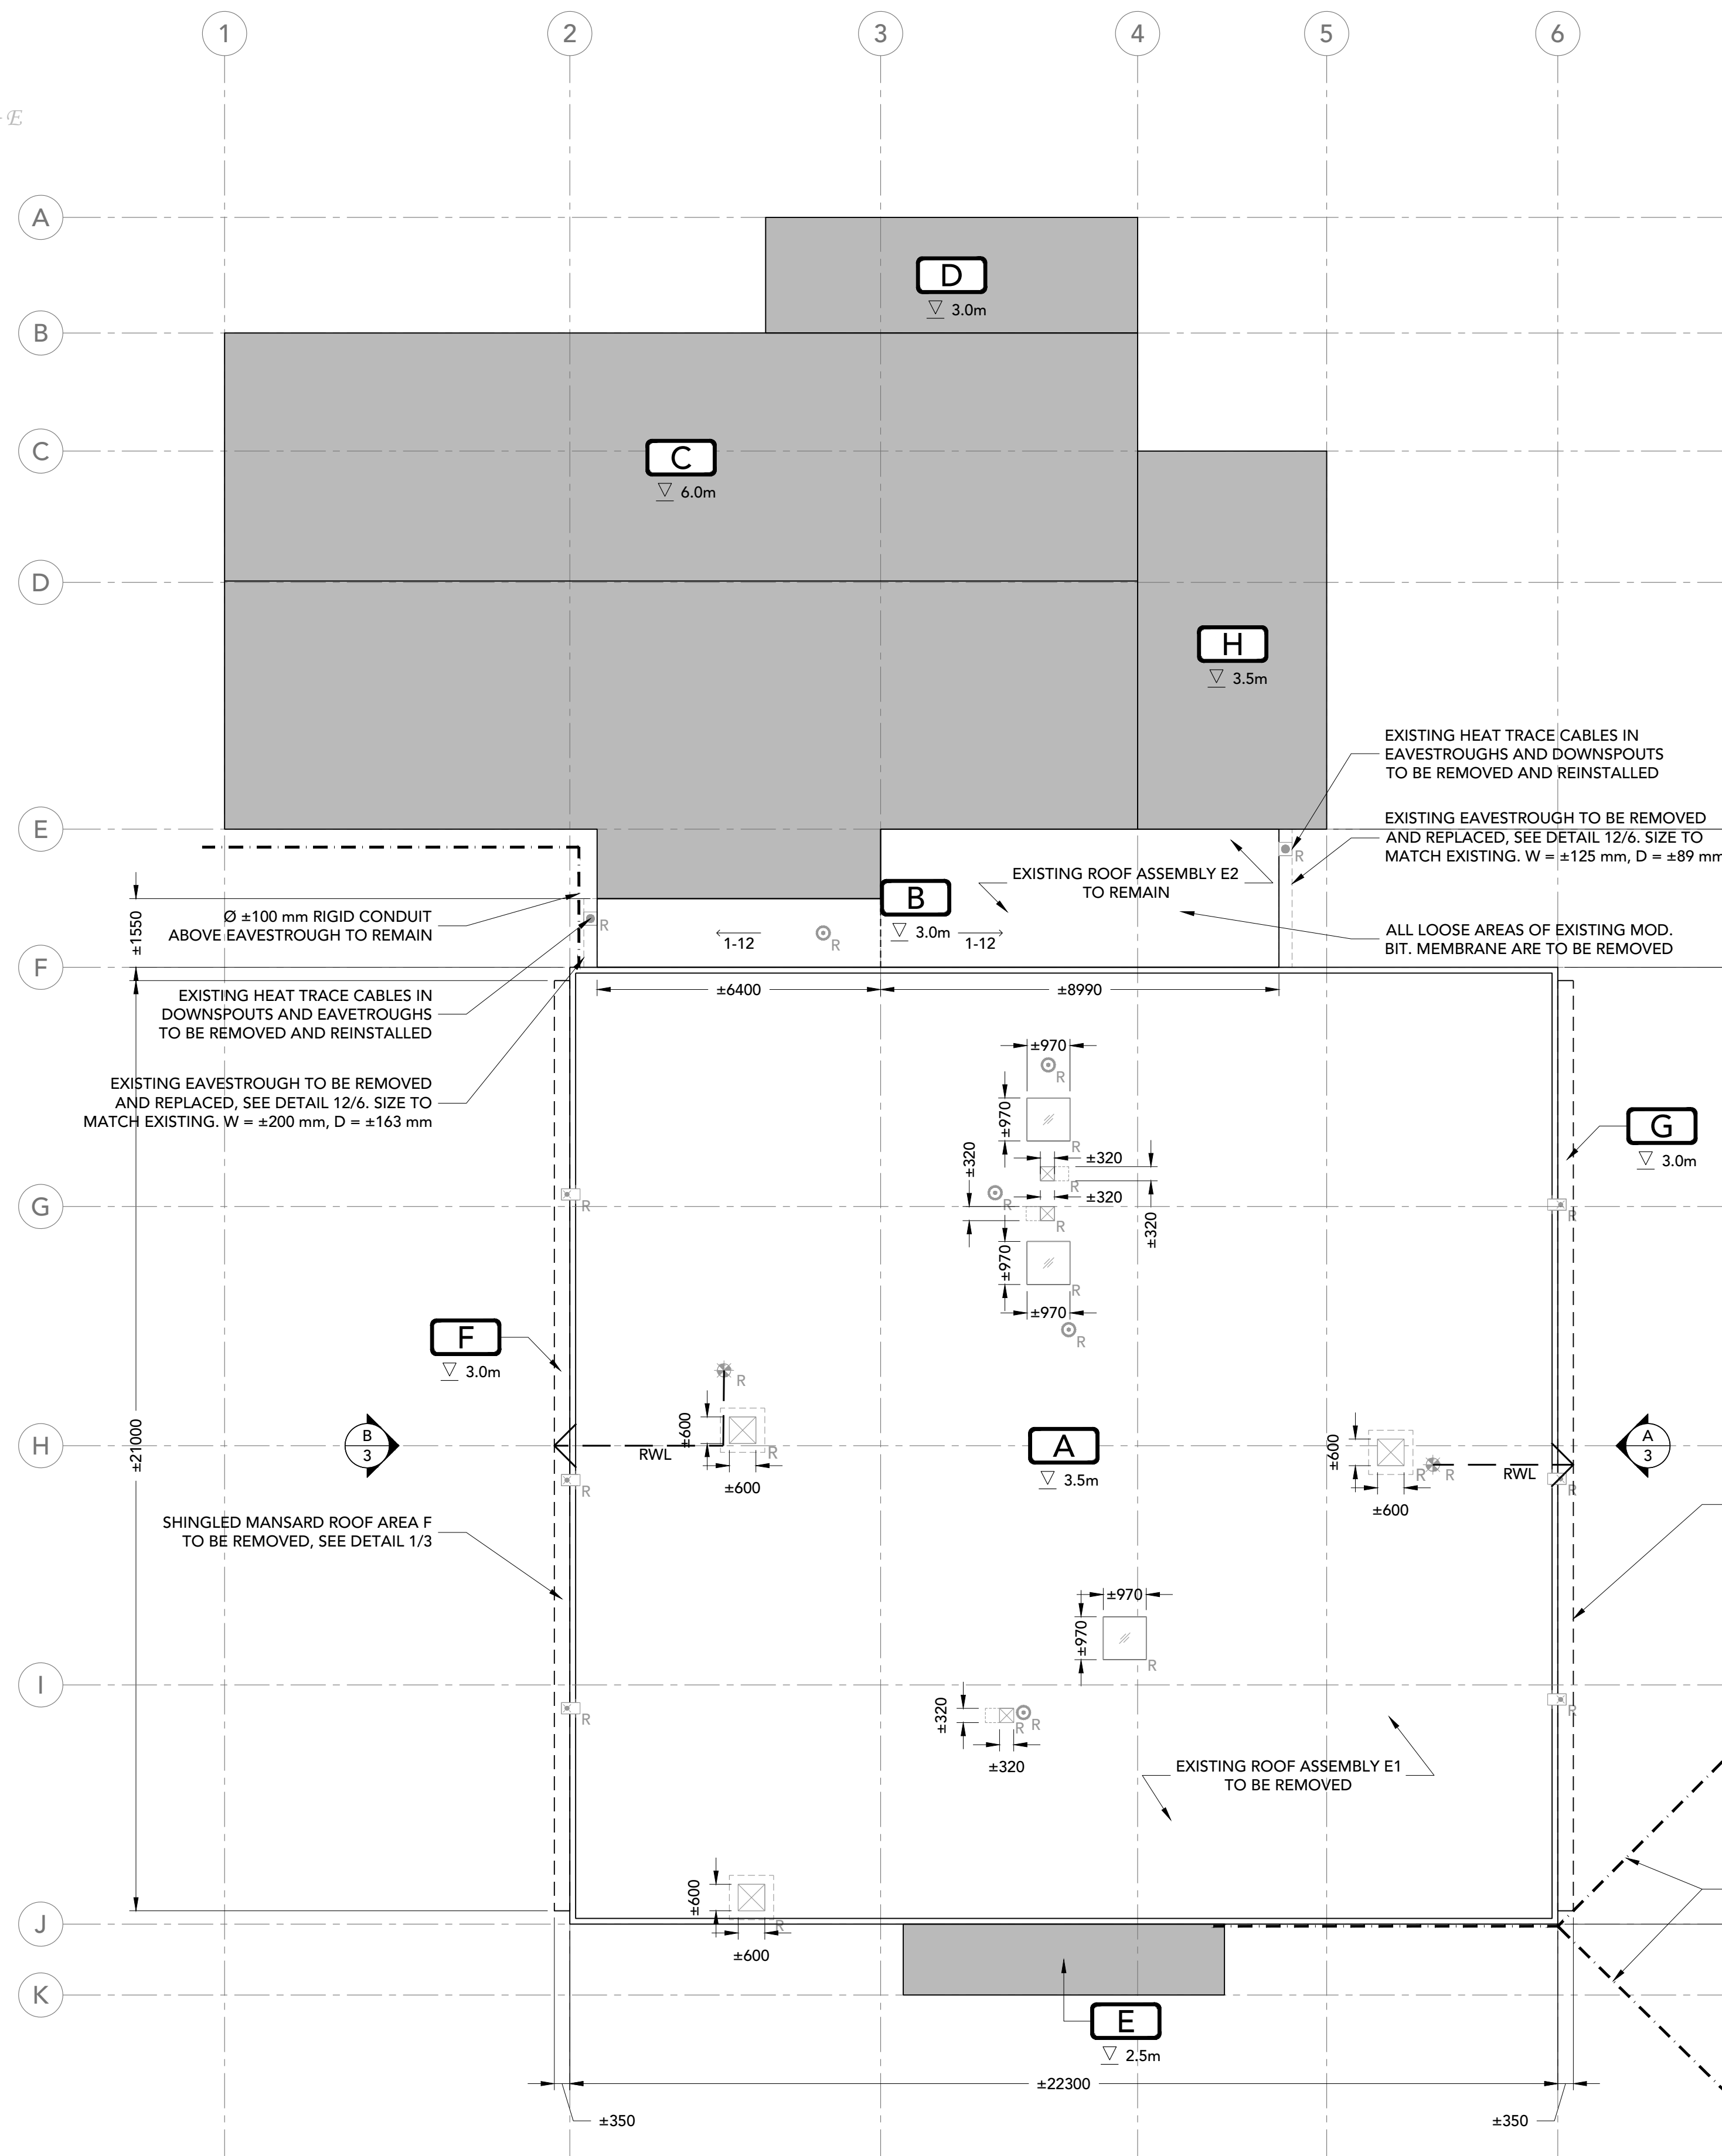 1 2 3 4 5 6
E
A
D
3.0m
B
C
C
6.0m
D
H
3.5m
EXISTING HEAT TRACE CABLES IN
EAVESTROUGHS AND DOWNSPOUTS
TO BE REMOVED AND REINSTALLED
E
EXISTING EAVESTROUGH TO BE REMOVED
AND REPLACED, SEE DETAIL 12/6. SIZE TO
MATCH EXISTING. W = ±125 mm, D = ±89 mm
R
EXISTING ROOF ASSEMBLY E2
TO REMAIN
B
3.0m
1-12
1-12
R
R
±1550
Ø ±100 mm RIGID CONDUIT
ABOVE EAVESTROUGH TO REMAIN
ALL LOOSE AREAS OF EXISTING MOD.
BIT. MEMBRANE ARE TO BE REMOVED
F
±6400
±8990
EXISTING HEAT TRACE CABLES IN
DOWNSPOUTS AND EAVETROUGHS
TO BE REMOVED AND REINSTALLED
EXISTING EAVESTROUGH TO BE REMOVED
AND REPLACED, SEE DETAIL 12/6. SIZE TO
MATCH EXISTING. W = ±200 mm, D = ±163 mm
±970
R
±970
R
±320
±320
R
G
3.0m
G
R
R
±320
R
±320
R
±970
R
±970
R
F
3.0m
R
±21000
H
B
3
RWL
±600
R
±600
A
3.5m
±600
R
R
RWL
R
±600
A
3
R
SHINGLED MANSARD ROOF AREA F
TO BE REMOVED, SEE DETAIL 1/3
±970
±970
R
I
R
R
±320
R
R
±320
EXISTING ROOF ASSEMBLY E1
TO BE REMOVED
±600
R
±600
J
K
E
2.5m
±22300
±350
±350